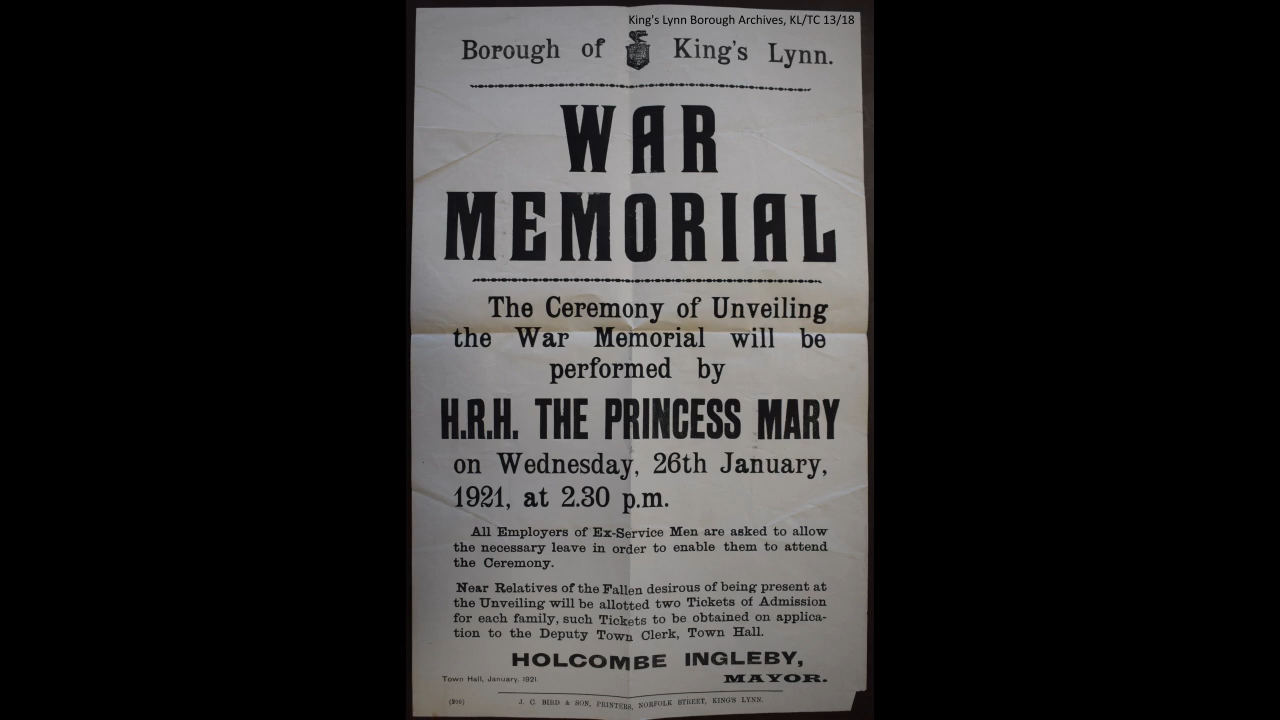 King's Lynn Borough Archives, KL/TC 13/18
Borough of King's Lynn.
WAR
MEMORIAL
The Ceremony of Unveiling
the War Memorial will be
performed by
H.R.H. THE PRINCESS MARY
on Wednesday, 26th January,
1921, at 2.30 p.m.
All Employers of Ex-Service Men are asked to allow
the necessary leave in order to enable them to attend
the Ceremony.
Near Relatives of the Fallen desirous of being present at
the Unveiling will be allotted two Tickets of Admission
for each family, such Tickets to be obtained on applica-
tion to the Deputy Town Clerk, Town Hall.
HOLCOMBE INGLEBY,
Town Hall, January, 1921. MAYOR.
(200) J. C. BIRD & SON, PRINTERS, NORFOLK STREET, KING'S LYNN.